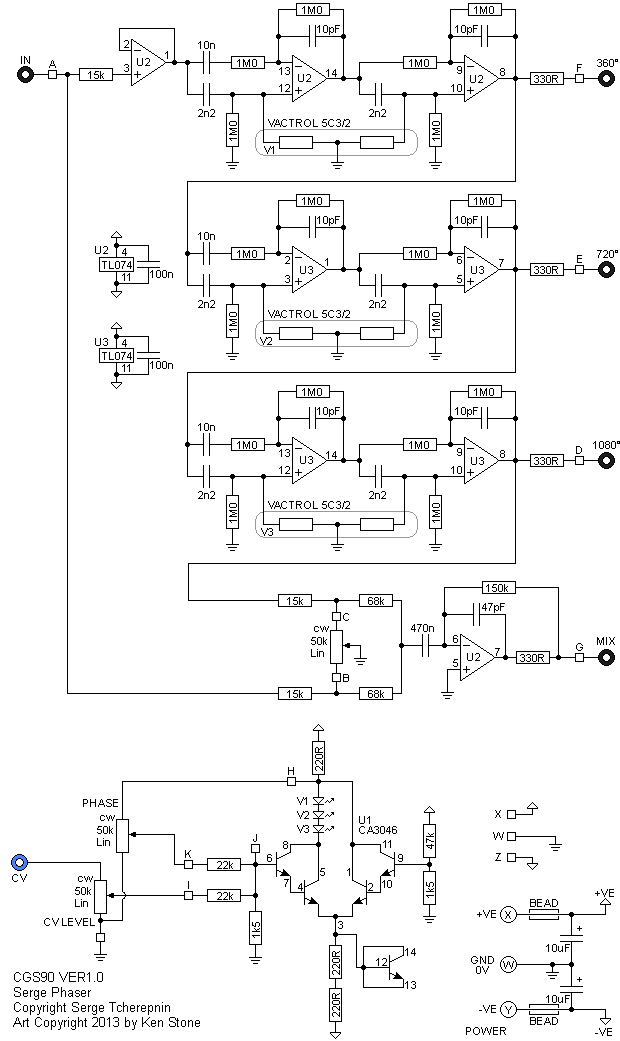 1M0 1M0
10pF 10pF
360°
IN A 2 1 10n 1M0 13 14 1M0 9 8 330R F
15k 3 U2 12 U2 10 U2
2n2 2n2
1M0 VACTROL 5C3/2 1M0
V1
1M0 1M0
10pF 10pF
720°
10n 1M0 2 1 1M0 6 7 330R E
U2 4 TL074 11 100n
3 U3 5 U3
2n2 2n2
1M0 VACTROL 5C3/2 1M0
V2
U3 4 TL074 11 100n
1M0 1M0
10pF 10pF
1080°
10n 1M0 13 14 1M0 9 8 330R D
12 U3 10 U3
2n2 2n2
1M0 VACTROL 5C3/2 1M0
V3
150k
15k 68k 47pF
C 470n
cw
50k
Lin
6 7 330R G MIX
5 U2
B
15k 68k
220R
H
PHASE
cw
50k
Lin
V1
V2
V3
U1
CA3046
X
W
Z
47k
K 22k J 6 8 7 4 5 1 2 11 10 9
CV
cw
50k
Lin
I 22k
CV LEVEL
1k5 1k5
3
220R
220R
12 14 13
+VE X BEAD +VE
10uF +
GND
0V
W
+
10uF
-VE Y BEAD -VE
POWER
CGS90 VER1.0
Serge Phaser
Copyright Serge Tcherepnin
Art Copyright 2013 by Ken Stone